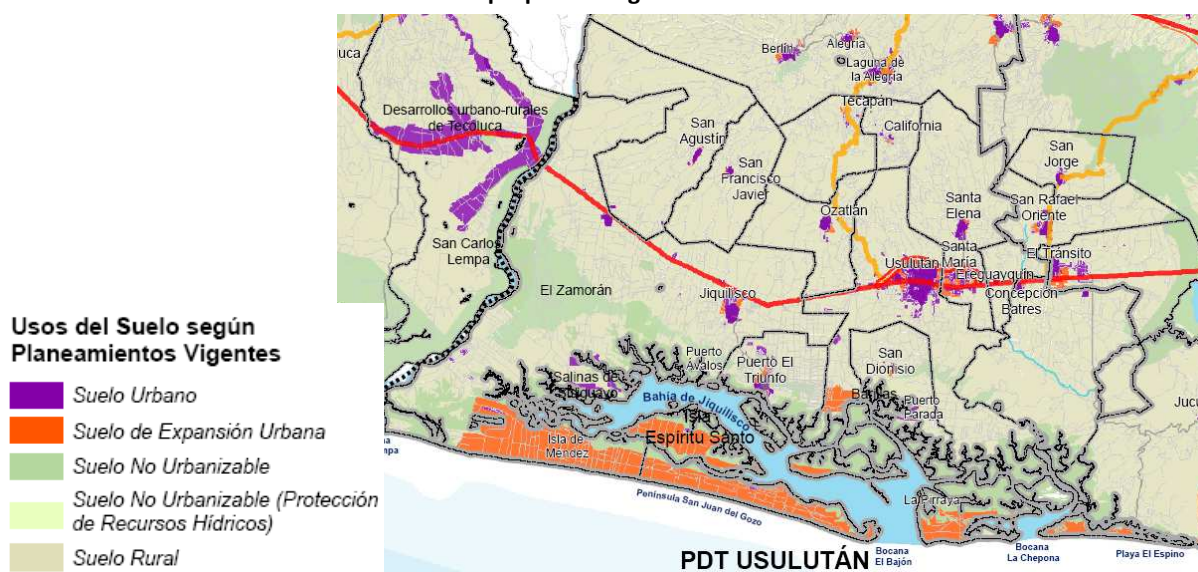 uca
Berlín
Alegría
Laguna de
la Alegría
Tecapán
Desarrollos urbano-rurales
de Tecoluca
San
Agustín
California
San
Francisco
Javier
San
Jorge
Ozatlán
Santa
Elena
San Rafael
Oriente
San Carlos
Lempa
Santa
María
Usulután
El Tránsito
Ereguayquín
El Zamorán
Jiquilisco
Concepción
Batres
Usos del Suelo según
Planeamientos Vigentes
Suelo Urbano
Suelo de Expansión Urbana
Suelo No Urbanizable
Suelo No Urbanizable (Protección
de Recursos Hídricos)
Suelo Rural
Puerto
Ávalos
Puerto El
Triunfo
San
Dionisio
Salinas de
Bahía de Jiquilisco
Isla
Espíritu Santo
Puerto
Parada
Jucu
Isla de
Méndez
mpa
La Pirraya
Península San Juan del Gozo
PDT USULUTÁN
Bocana
El Bajón
Bocana
La Chepona
Playa El Espino